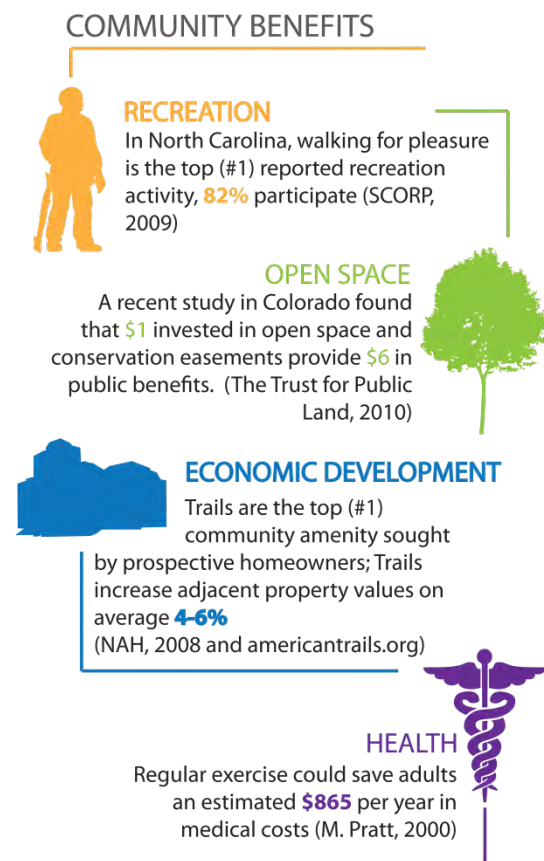 COMMUNITY BENEFITS
RECREATION
In North Carolina, walking for pleasure
is the top (#1) reported recreation
activity, 82% participate (SCORP,
2009)
OPEN SPACE
A recent study in Colorado found
that $1 invested in open space and
conservation easements provide $6 in
public benefits. (The Trust for Public
Land, 2010)
ECONOMIC DEVELOPMENT
Trails are the top (#1)
community amenity sought
by prospective homeowners; Trails
increase adjacent property values on
average 4-6%
(NAH, 2008 and americantrails.org)
HEALTH
Regular exercise could save adults
an estimated $865 per year in
medical costs (M. Pratt, 2000)